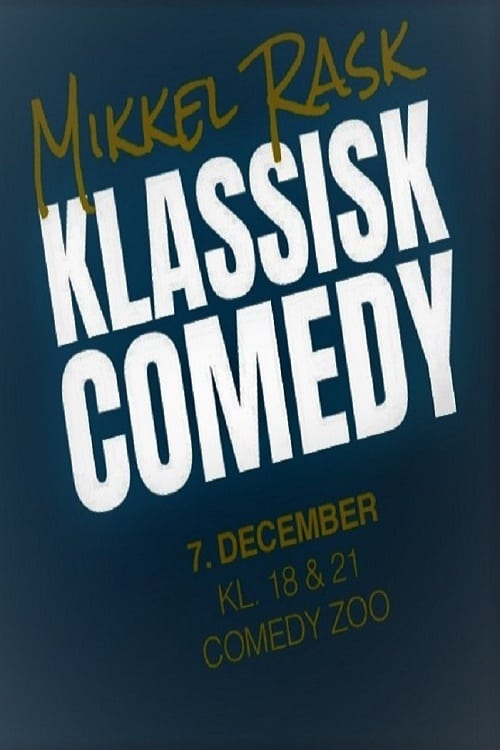 MIKKEL RASK
KLASSISK
COMEDY
7. DECEMBER
KL. 18 & 21
COMEDY ZOO